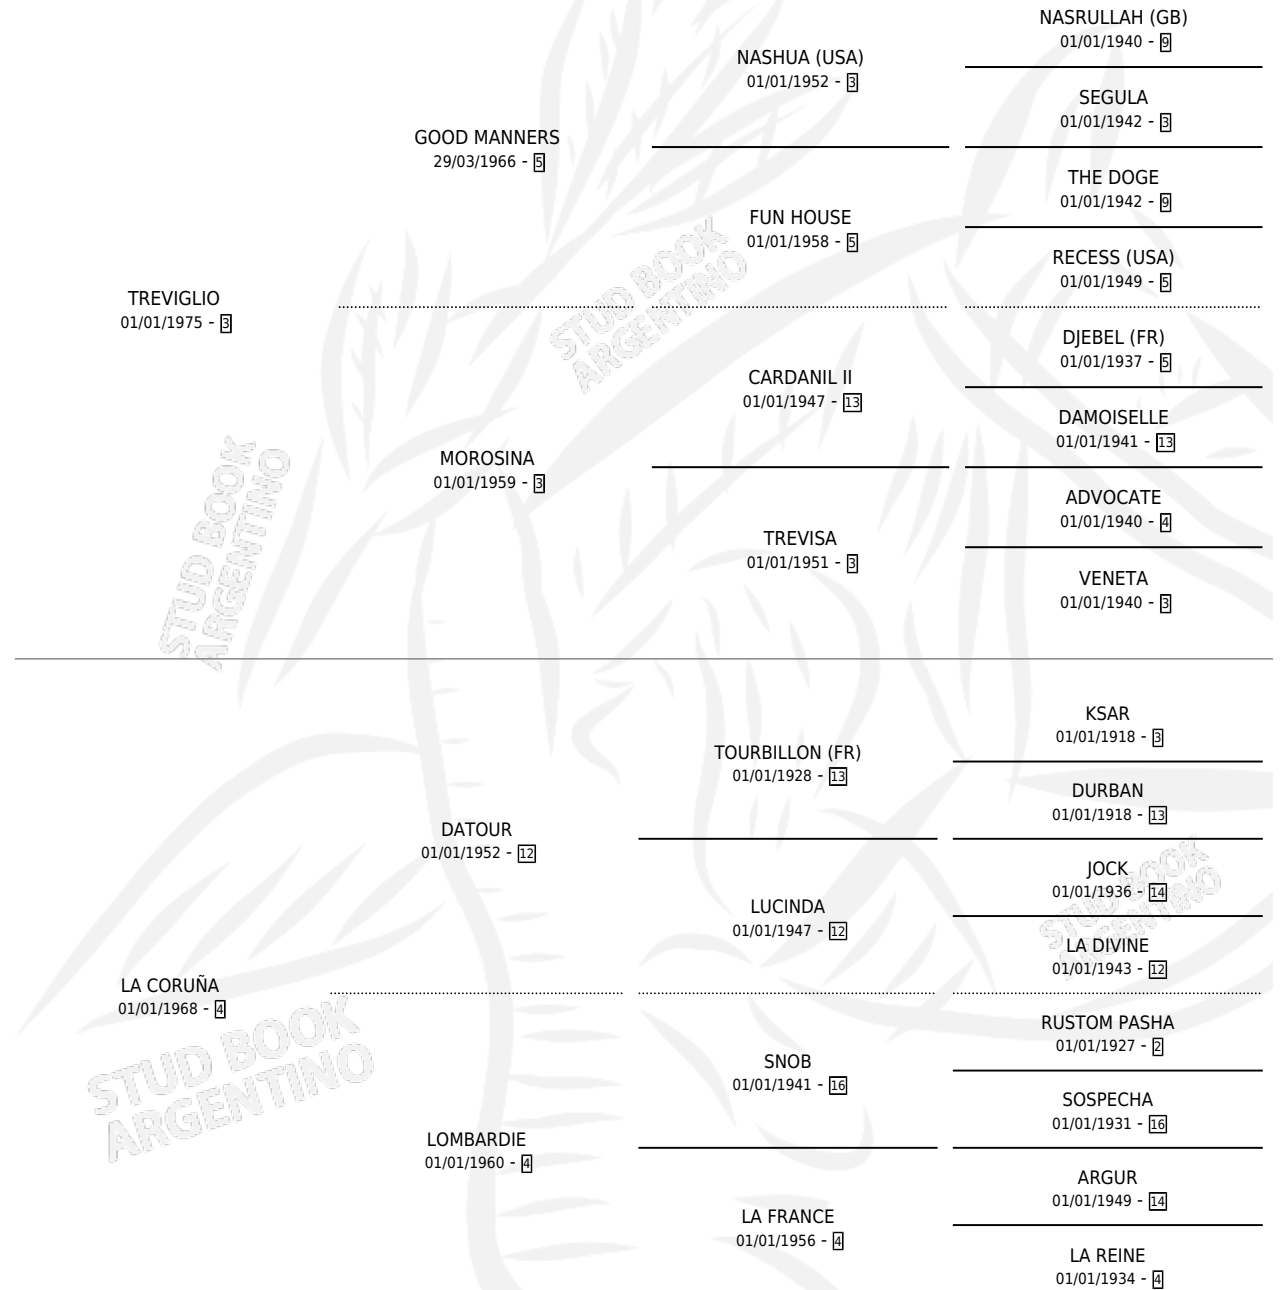 NASRULLAH (GB)
01/01/1940 - 9
NASHUA (USA)
01/01/1952 - 3
SEGULA
01/01/1942 - 3
GOOD MANNERS
29/03/1966 - 5
THE DOGE
01/01/1942 - 9
FUN HOUSE
01/01/1958 - 5
RECESS (USA)
01/01/1949 - 5
TREVIGLIO
01/01/1975 - 3
DJEBEL (FR)
01/01/1937 - 5
CARDANIL II
01/01/1947 - 13
DAMOISELLE
01/01/1941 - 13
MOROSINA
01/01/1959 - 3
ADVOCATE
01/01/1940 - 4
TREVISA
01/01/1951 - 3
VENETA
01/01/1940 - 3
KSAR
01/01/1918 - 3
TOURBILLON (FR)
01/01/1928 - 13
DURBAN
01/01/1918 - 13
DATOUR
01/01/1952 - 12
JOCK
01/01/1936 - 14
LUCINDA
01/01/1947 - 12
LA DIVINE
01/01/1943 - 12
LA CORUÑA
01/01/1968 - 4
RUSTOM PASHA
01/01/1927 - 2
SNOB
01/01/1941 - 16
SOSPECHA
01/01/1931 - 16
LOMBARDIE
01/01/1960 - 4
ARGUR
01/01/1949 - 14
LA FRANCE
01/01/1956 - 4
LA REINE
01/01/1934 - 4
STUD BOOK
ARGENTINO
STUD BOOK
ARGENTINO
STUD BOOK
ARGENTINO
STUD BOOK
ARGENTINO